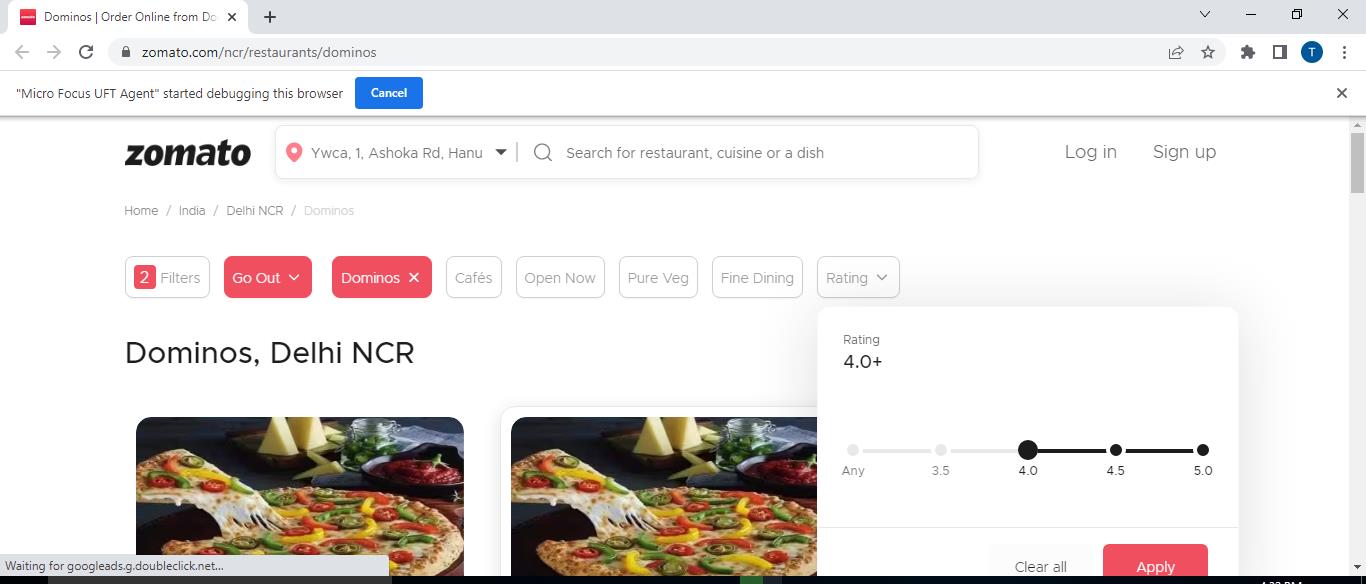 Dominos | Order Online from Do
zomato.com/ncr/restaurants/dominos
T
"Micro Focus UFT Agent" started debugging this browser
Cancel
zomato
Ywca, 1, Ashoka Rd, Hanu
Search for restaurant, cuisine or a dish
Log in
Sign up
Home / India / Delhi NCR / Dominos
2 Filters
Go Out
Dominos
Cafés
Open Now
Pure Veg
Fine Dining
Rating
Dominos, Delhi NCR
Rating
4.0+
Any
3.5
4.0
4.5
5.0
Clear all
Apply
Waiting for googleads.g.doubleclick.net...